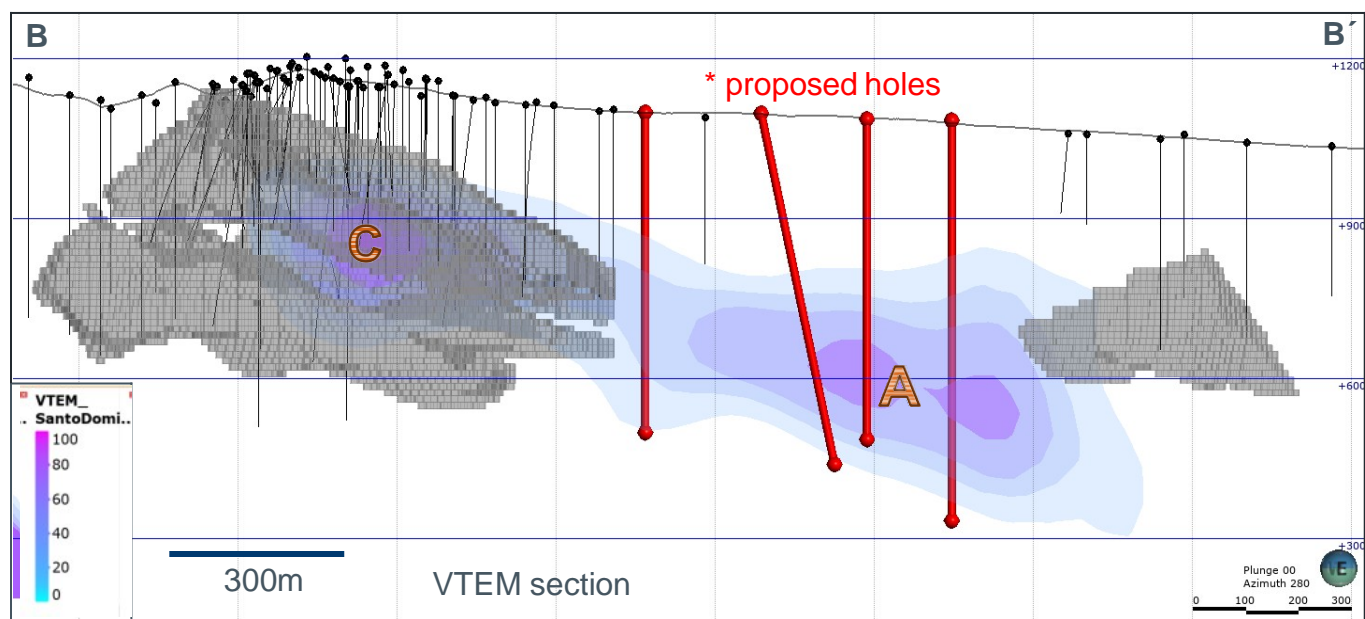 B
B´
+1200
* proposed holes
+900
C
+600
A
VTEM_
.. SantoDomi..
100
80
60
40
20
0
+300
300m
VTEM section
Plunge 00
Azimuth 280
0 100 200 300